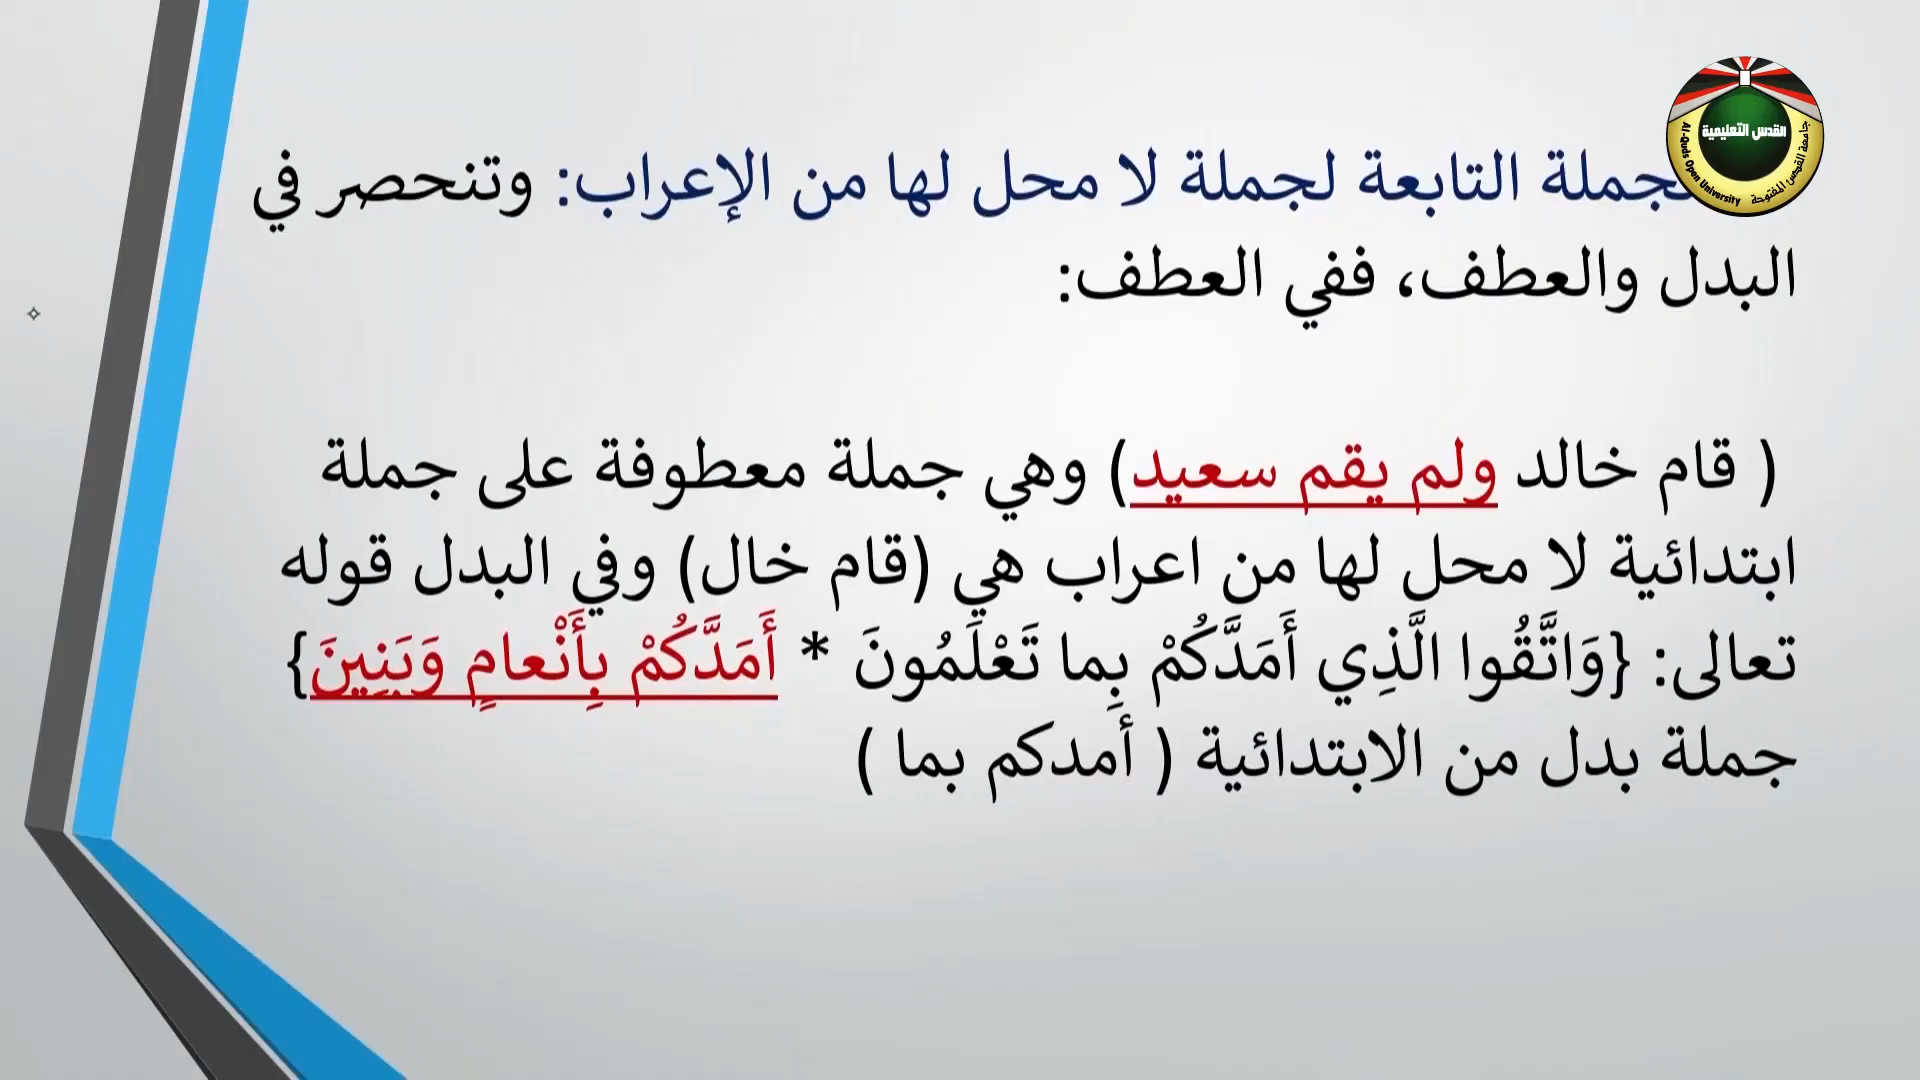 القدس التعليمية
جامعة القدس المفتوحة
Al-Quds Open University
التابعة لجملة لا محل لها من الإعراب: وتنحصر في
البدل والعطف، ففي العطف:
( قام خالد ولم يقم سعيد) وهي جملة معطوفة على جملة
ابتدائية لا محل لها من اعراب هي (قام خال) وفي البدل قوله
تعالى: {وَاتَّقُوا الَّذِي أَمَدَّكُمْ بِما تَعْلَمُونَ * أَمَدَّكُمْ بِأَنْعامٍ وَبَنِينَ}
جملة بدل من الابتدائية ( أمدكم بما )